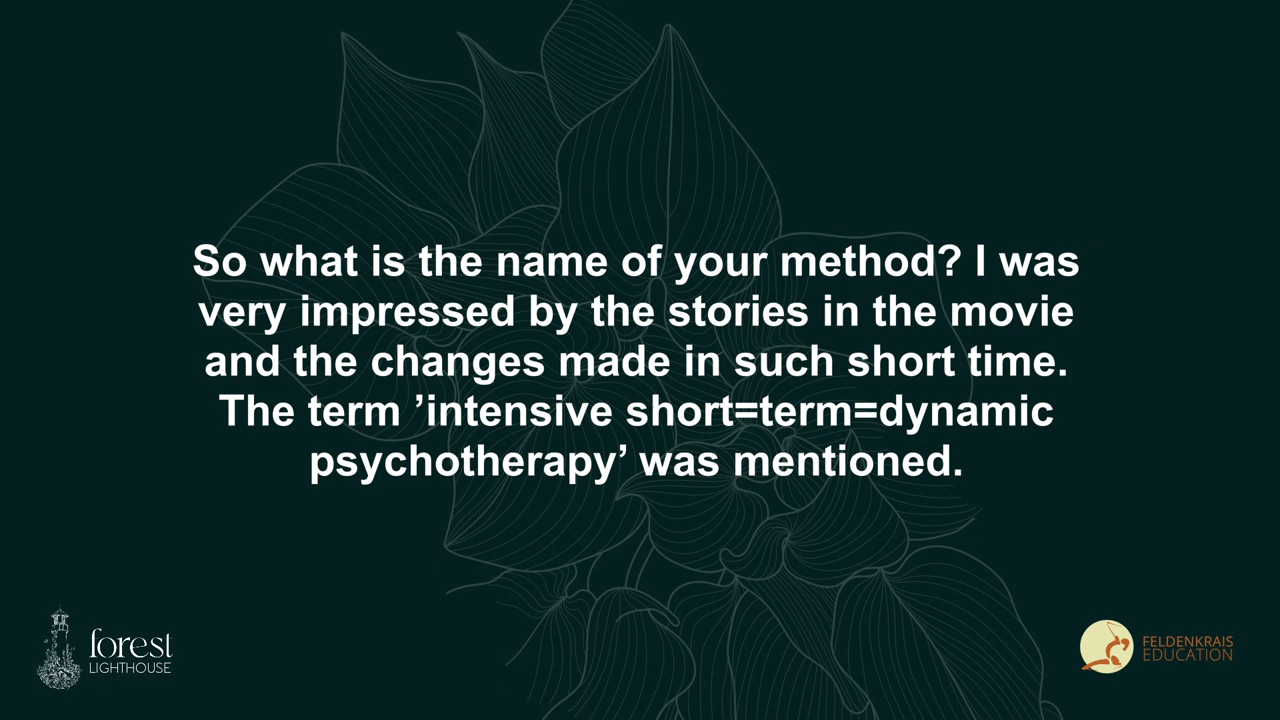 So what is the name of your method? I was
very impressed by the stories in the movie
and the changes made in such short time.
The term ’intensive short=term=dynamic
psychotherapy’ was mentioned.
forest
LIGHTHOUSE
FELDENKRAIS
EDUCATION